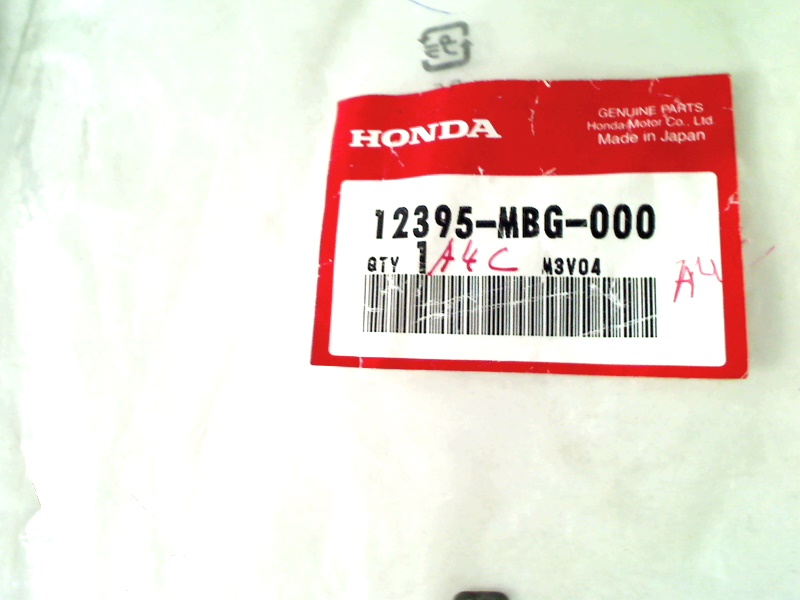 HONDA
GENUINE PARTS
Honda Motor Co., Ltd.
Made in Japan
12395-MBG-000
QTY 1 A4C M3V04
A4